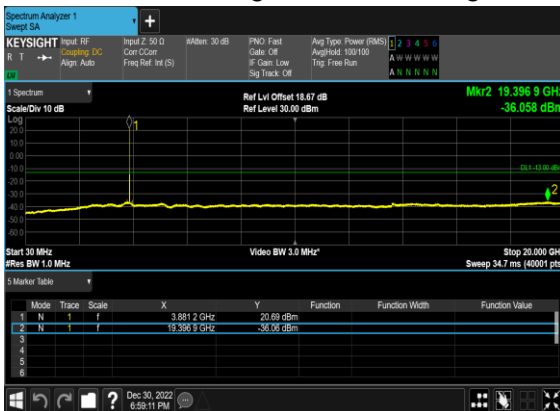 Spectrum Analyzer 1
Swept SA
KEYSIGHT
R T
LV
Input: RF
Coupling: DC
Align: Auto
Input Z: 50 Ω
Corr CCorr
Freq Ref: Int (S)
#Atten: 30 dB
PNO: Fast
Gate: Off
IF Gain: Low
Sig Track: Off
Avg Type: Power (RMS)
Avg|Hold: 100/100
Trig: Free Run
1 2 3 4 5 6
A W W W W W
A N N N N N
1 Spectrum
Scale/Div 10 dB
Ref Lvl Offset 18.67 dB
Ref Level 30.00 dBm
Mkr2 19.396 9 GHz
-36.058 dBm
Log
20.0
10.0
0.00
-10.0
-20.0
-30.0
-40.0
-50.0
-60.0
1
DL1 -13.00 dBm
2
Start 30 MHz
#Res BW 1.0 MHz
Video BW 3.0 MHz*
Stop 20.000 GH
Sweep 34.7 ms (40001 pts
5 Marker Table
Mode Trace Scale X Y Function Function Width Function Value
1 N 1 f 3.881 2 GHz 20.69 dBm
2 N 1 f 19.396 9 GHz -36.06 dBm
3
4
5
6
?
Dec 30, 2022
6:59:11 PM